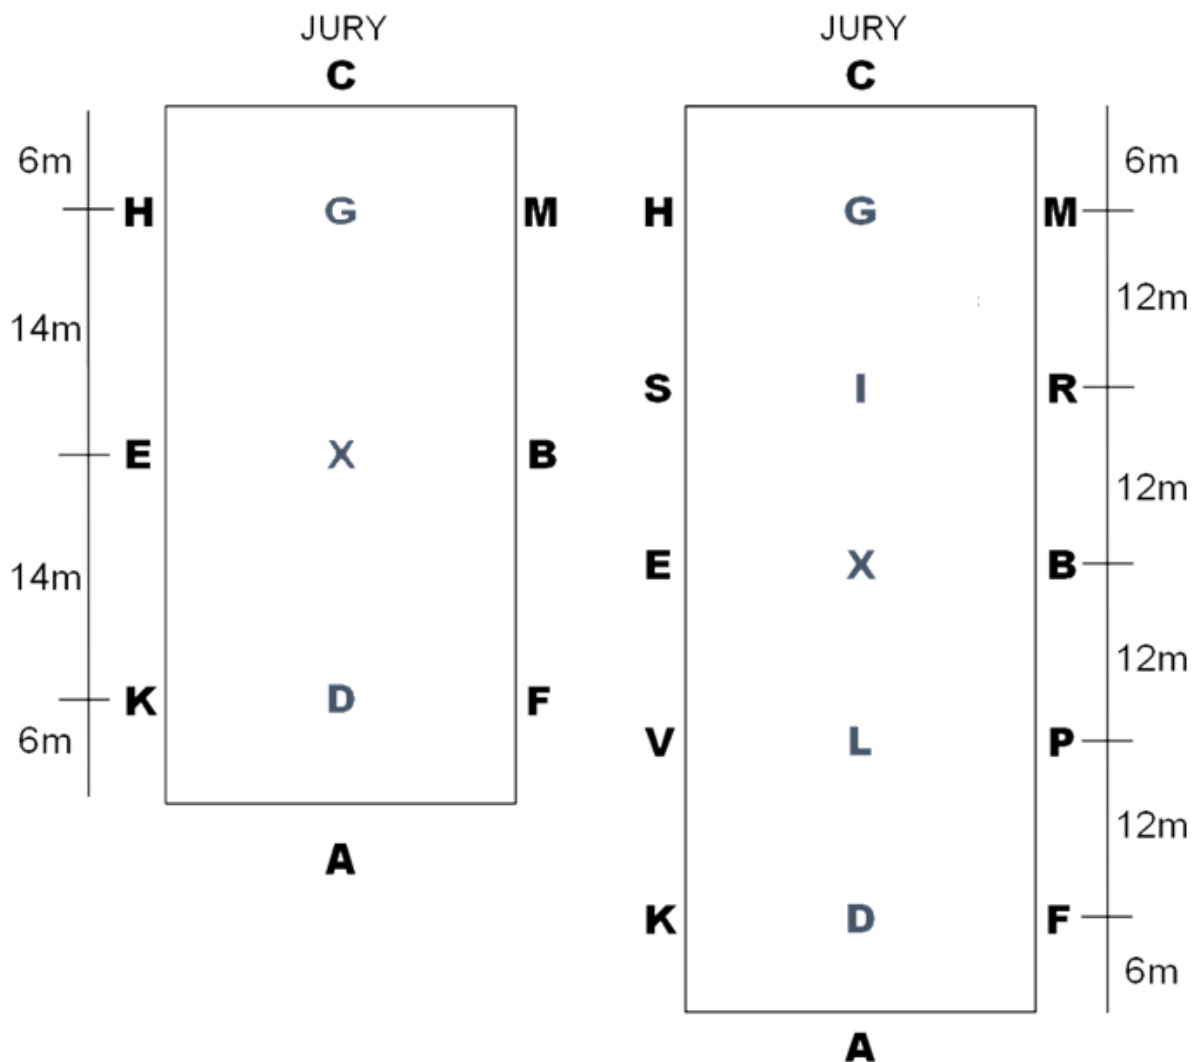 JURY
C
6m
H G M
14m
E X B
14m
K D F
6m
A
JURY
C
6m
H G M
12m
S I R
12m
E X B
12m
V L P
12m
K D F
6m
A